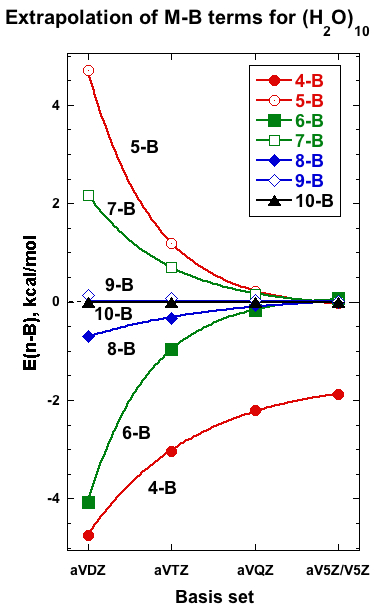 Extrapolation of M-B terms for (H2O)10
4-B
5-B
6-B
7-B
8-B
9-B
10-B
5-B
7-B
9-B
10-B
8-B
6-B
4-B
4
2
0
-2
-4
E(n-B), kcal/mol
aVDZ aVTZ aVQZ aV5Z/V5Z
Basis set